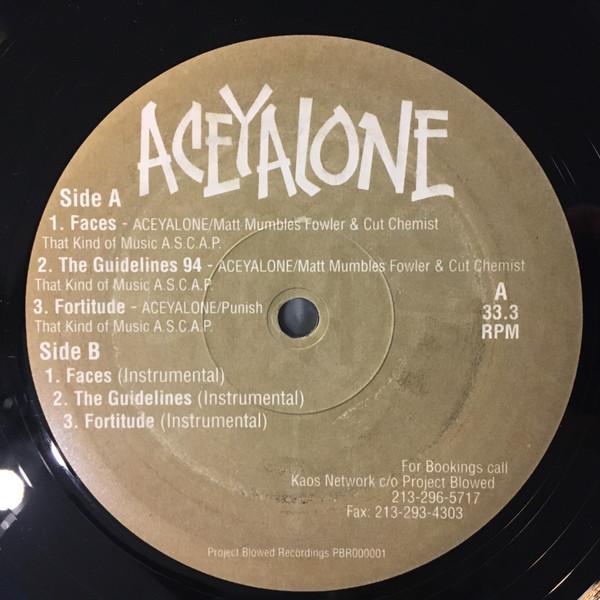 ACEYALONE
Side A
1. Faces - ACEYALONE/Matt Mumbles Fowler & Cut Chemist
That Kind of Music A.S.C.A.P.
2. The Guidelines 94 - ACEYALONE/Matt Mumbles Fowler & Cut Chemist
That Kind of Music A.S.C.A.P.
3. Fortitude - ACEYALONE/Punish
That Kind of Music A.S.C.A.P.
A
33.3
RPM
Side B
1. Faces (Instrumental)
2. The Guidelines (Instrumental)
3. Fortitude (Instrumental)
For Bookings call
Kaos Network c/o Project Blowed
213-296-5717
Fax: 213-293-4303
Project Blowed Recordings PBR000001